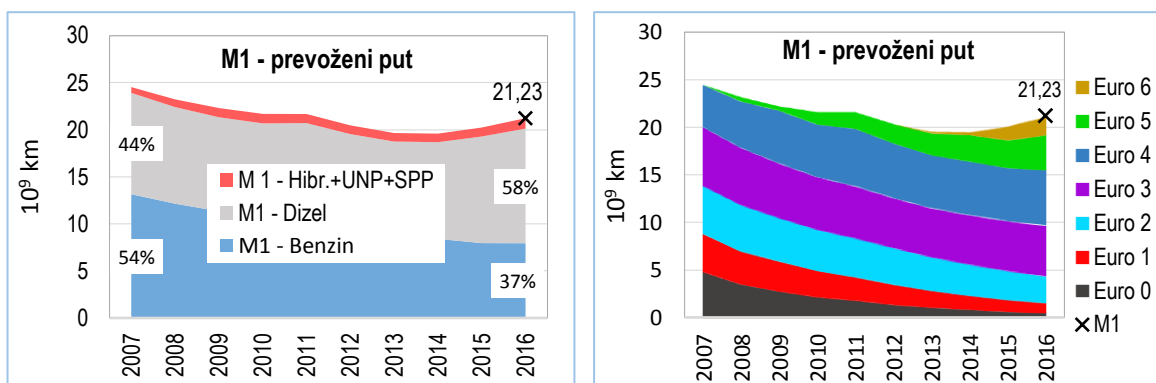 M1 - prevoženi put
10⁹ km
30
25
20
15
10
5
0
21,23
44%
54%
58%
37%
M 1 - Hibr.+UNP+SPP
M1 - Dizel
M1 - Benzin
2007
2008
2009
2010
2011
2012
2013
2014
2015
2016
M1 - prevoženi put
10⁹ km
30
25
20
15
10
5
0
21,23
Euro 6
Euro 5
Euro 4
Euro 3
Euro 2
Euro 1
Euro 0
M1
2007
2008
2009
2010
2011
2012
2013
2014
2015
2016